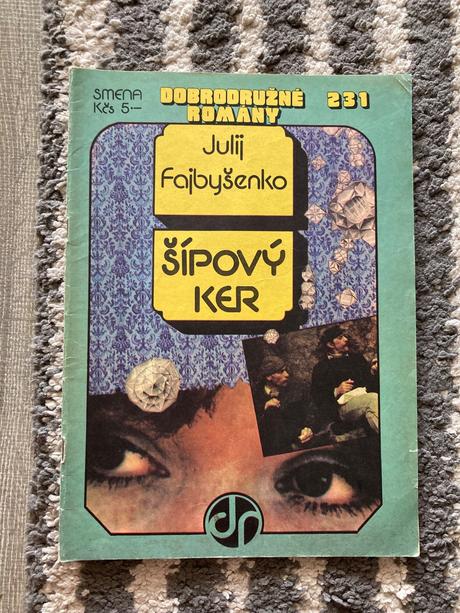 SMENA
Kčs 5·—
DOBRODRUŽNÉ 231
ROMÁNY
Julij
Fajbyšenko
ŠÍPOVÝ
KER
dr